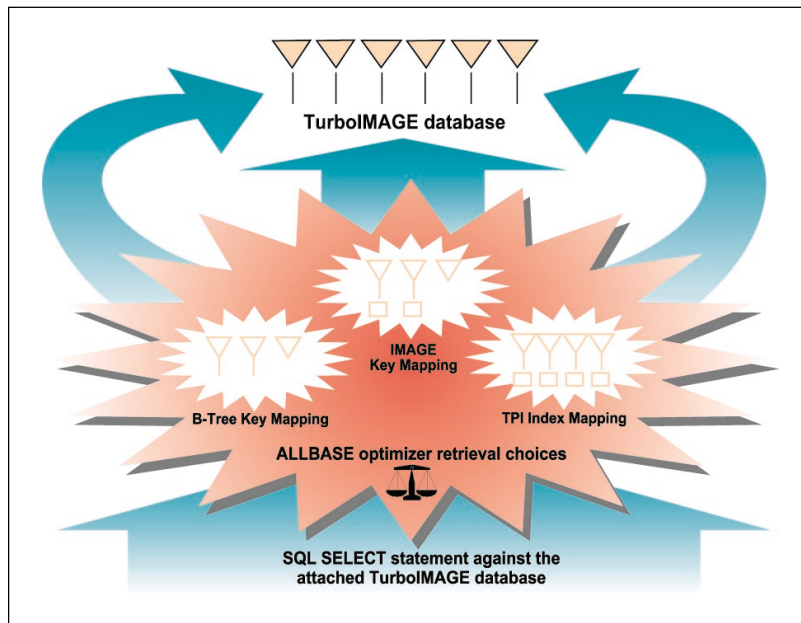 TurboIMAGE database
IMAGE
Key Mapping
B-Tree Key Mapping
TPI Index Mapping
ALLBASE optimizer retrieval choices
SQL SELECT statement against the
attached TurboIMAGE database